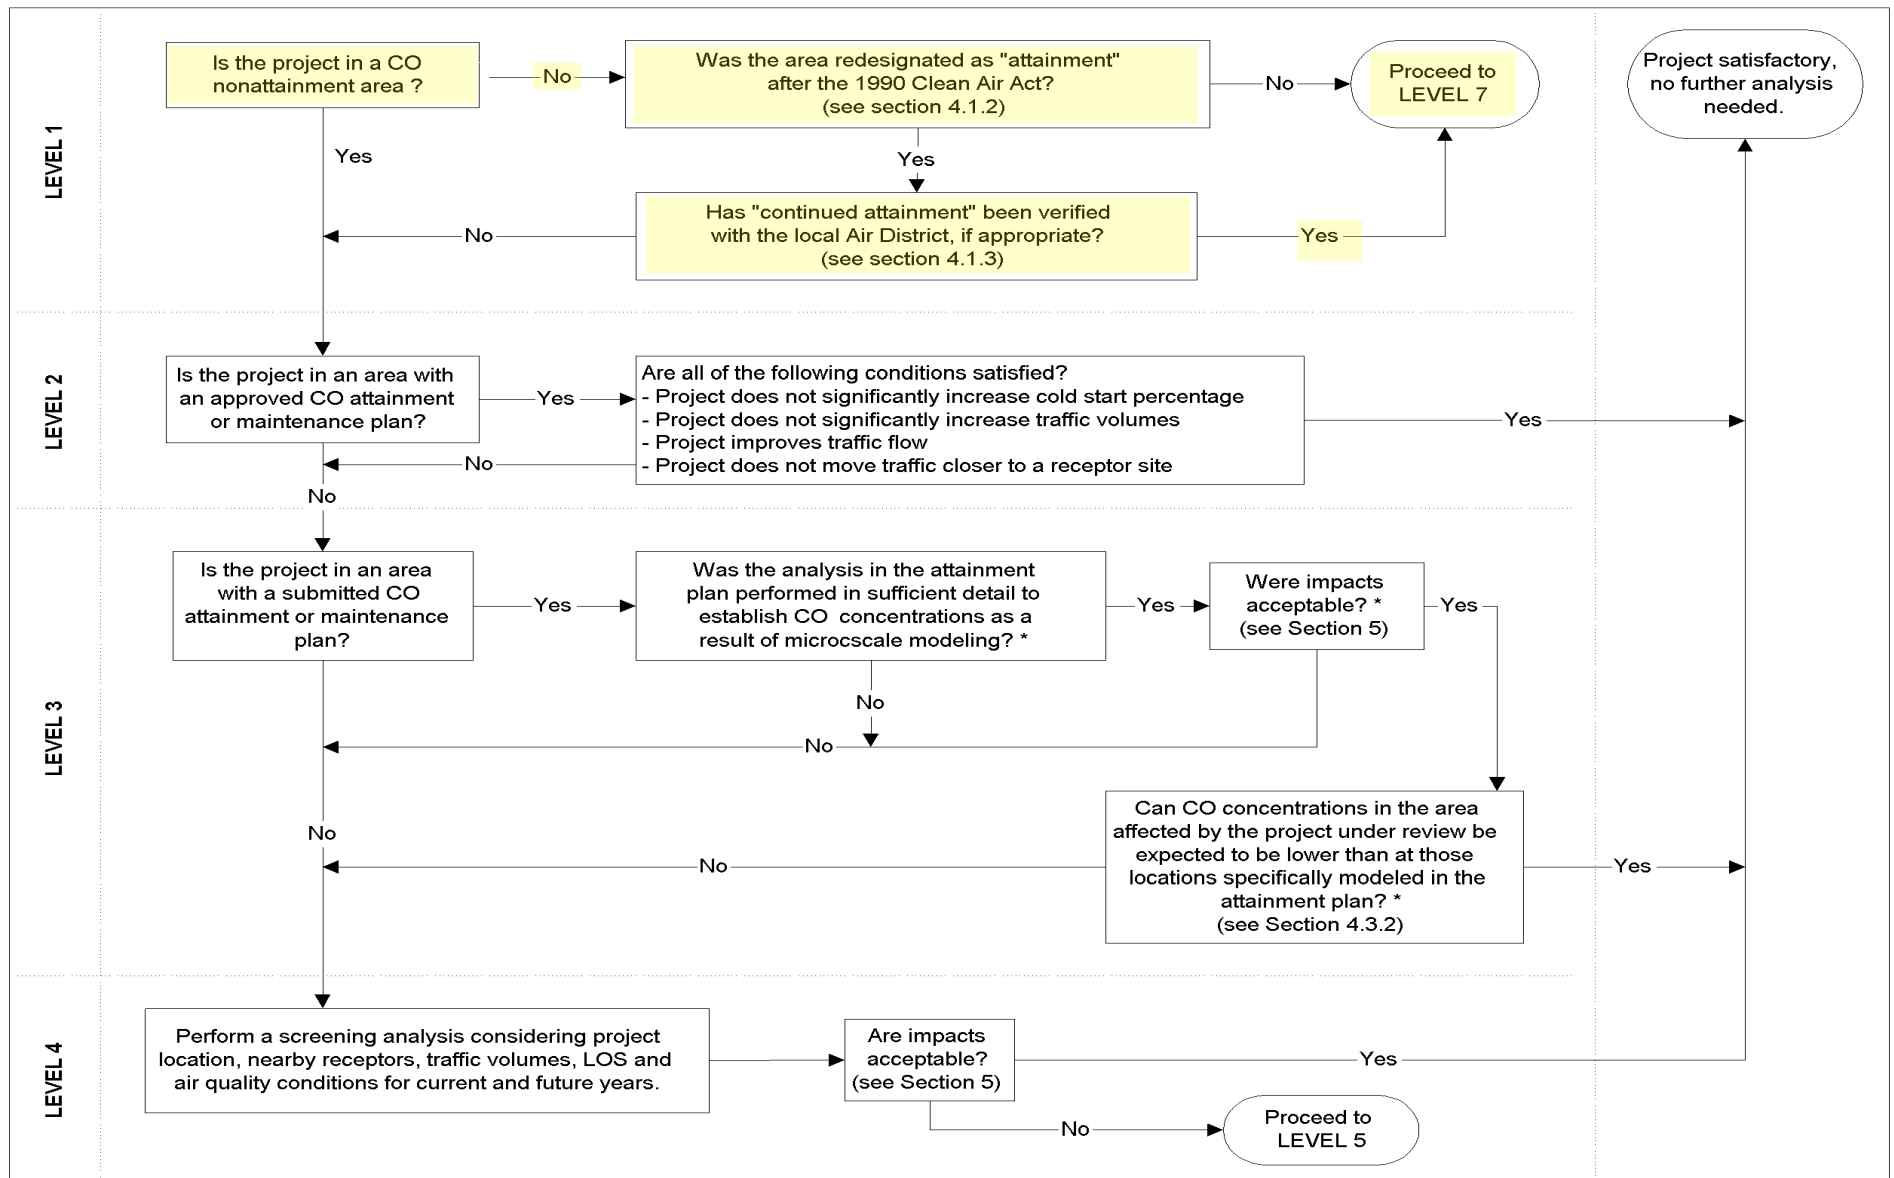 LEVEL 1
Is the project in a CO
nonattainment area ?
No
Was the area redesignated as "attainment"
after the 1990 Clean Air Act?
(see section 4.1.2)
No
Proceed to
LEVEL 7
Project satisfactory,
no further analysis
needed.
Yes
Yes
Has "continued attainment" been verified
with the local Air District, if appropriate?
(see section 4.1.3)
No
Yes
LEVEL 2
Is the project in an area with
an approved CO attainment
or maintenance plan?
Yes
Are all of the following conditions satisfied?
- Project does not significantly increase cold start percentage
- Project does not significantly increase traffic volumes
- Project improves traffic flow
- Project does not move traffic closer to a receptor site
Yes
No
No
LEVEL 3
Is the project in an area
with a submitted CO
attainment or maintenance
plan?
Yes
Was the analysis in the attainment
plan performed in sufficient detail to
establish CO concentrations as a
result of microcscale modeling? *
Yes
Were impacts
acceptable? *
(see Section 5)
Yes
No
No
No
Can CO concentrations in the area
affected by the project under review be
expected to be lower than at those
locations specifically modeled in the
attainment plan? *
(see Section 4.3.2)
No
Yes
LEVEL 4
Perform a screening analysis considering project
location, nearby receptors, traffic volumes, LOS and
air quality conditions for current and future years.
Are impacts
acceptable?
(see Section 5)
Yes
No
Proceed to
LEVEL 5